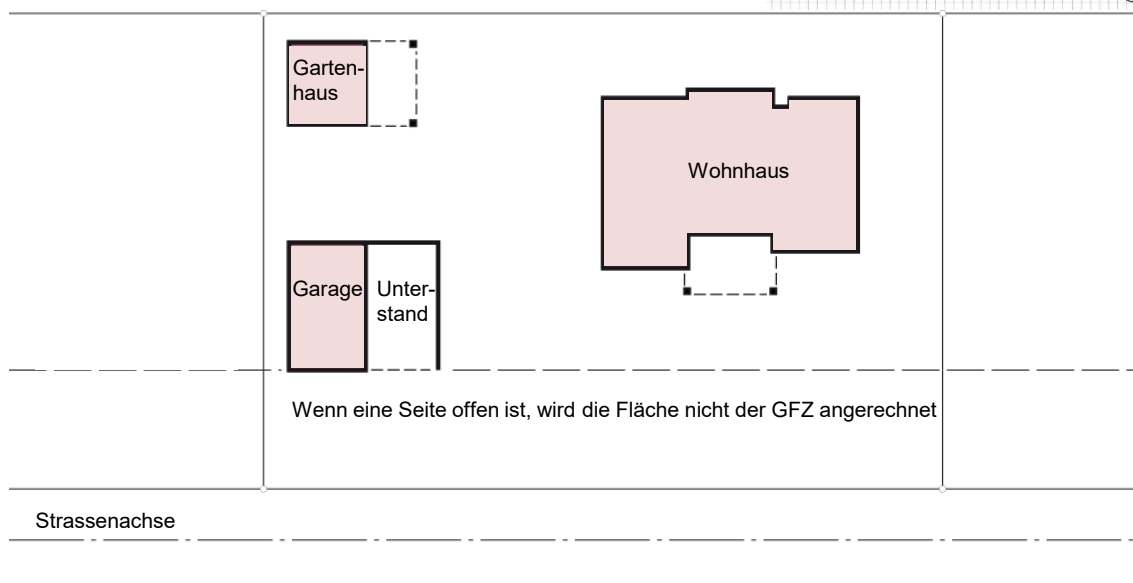 Garten-
haus
Wohnhaus
Garage
Unter-
stand
Wenn eine Seite offen ist, wird die Fläche nicht der GFZ angerechnet
Strassenachse